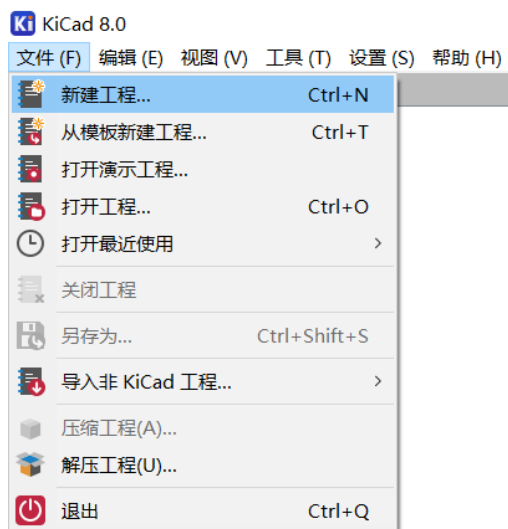 Ki KiCad 8.0
文件 (F) 编辑 (E) 视图 (V) 工具 (T) 设置 (S) 帮助 (H)
新建工程... Ctrl+N
从模板新建工程... Ctrl+T
打开演示工程...
打开工程... Ctrl+O
打开最近使用
关闭工程
另存为... Ctrl+Shift+S
导入非 KiCad 工程...
压缩工程(A)...
解压工程(U)...
退出 Ctrl+Q